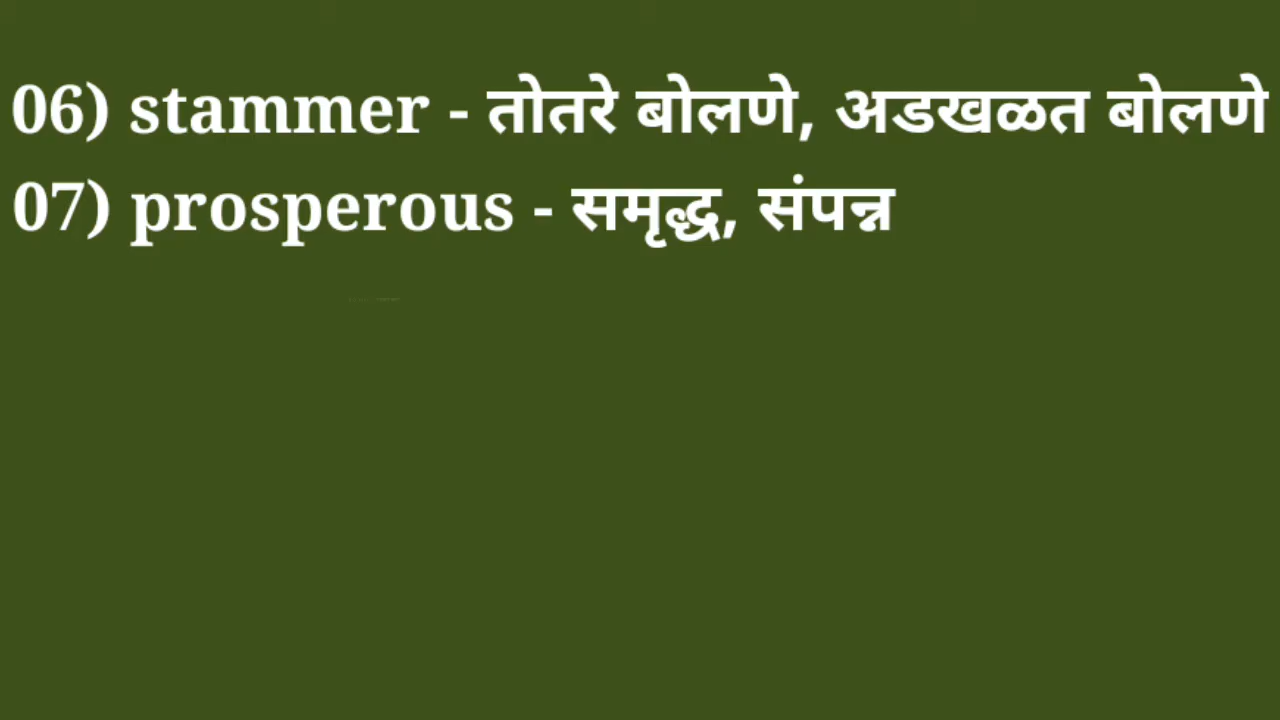 06) stammer - तोतरे बोलणे, अडखळत बोलणे
07) prosperous - समृद्ध, संपन्न